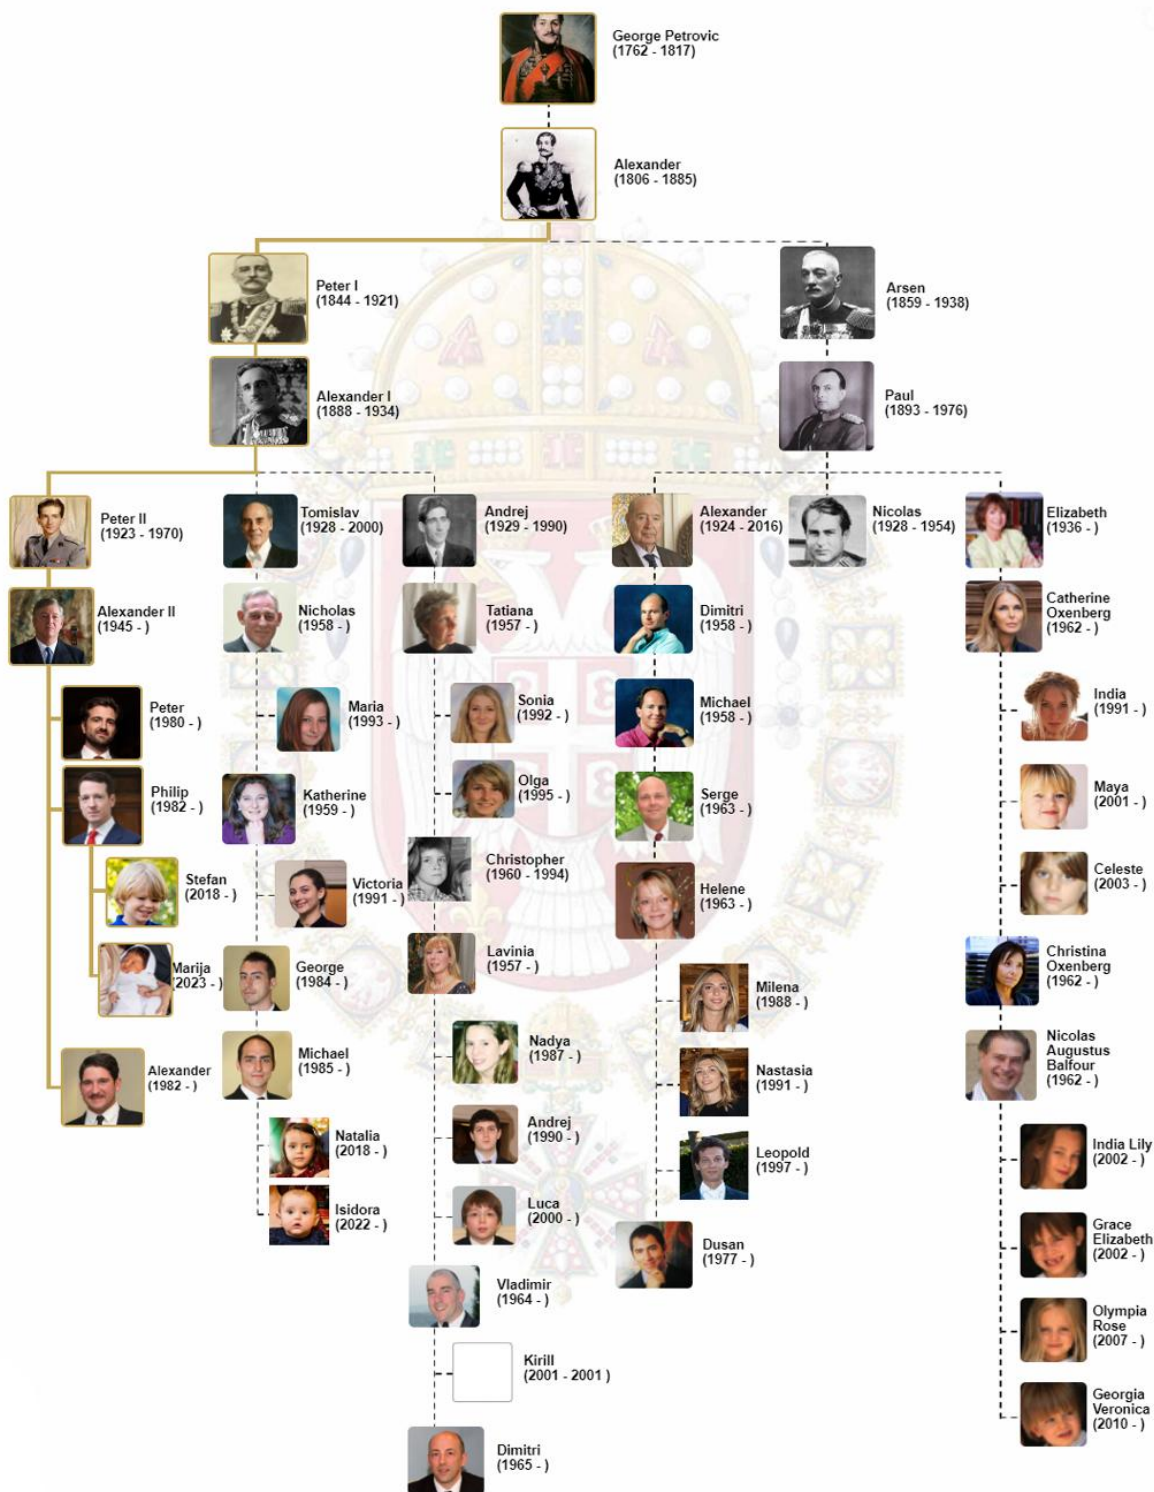 George Petrovic
(1762 - 1817)
Alexander
(1806 - 1885)
Peter I
(1844 - 1921)
Arsen
(1859 - 1938)
Alexander I
(1888 - 1934)
Paul
(1893 - 1976)
Peter II
(1923 - 1970)
Tomislav
(1928 - 2000)
Andrej
(1929 - 1990)
Alexander
(1924 - 2016)
Nicolas
(1928 - 1954)
Elizabeth
(1936 - )
Alexander II
(1945 - )
Nicholas
(1958 - )
Tatiana
(1957 - )
Dimitri
(1958 - )
Catherine
Oxenberg
(1962 - )
Peter
(1980 - )
Maria
(1993 - )
Sonia
(1992 - )
Michael
(1958 - )
India
(1991 - )
Philip
(1982 - )
Katherine
(1959 - )
Olga
(1995 - )
Serge
(1963 - )
Maya
(2001 - )
Stefan
(2018 - )
Victoria
(1991 - )
Christopher
(1960 - 1994)
Helene
(1963 - )
Celeste
(2003 - )
Marija
(2023 - )
George
(1984 - )
Lavinia
(1957 - )
Milena
(1988 - )
Christina
Oxenberg
(1962 - )
Alexander
(1982 - )
Michael
(1985 - )
Nadya
(1987 - )
Nastasia
(1991 - )
Nicolas
Augustus
Balfour
(1962 - )
Natalia
(2018 - )
Andrej
(1990 - )
Leopold
(1997 - )
India Lily
(2002 - )
Isidora
(2022 - )
Luca
(2000 - )
Dusan
(1977 - )
Grace
Elizabeth
(2002 - )
Vladimir
(1964 - )
Olympia
Rose
(2007 - )
Kirill
(2001 - 2001 )
Georgia
Veronica
(2010 - )
Dimitri
(1965 - )